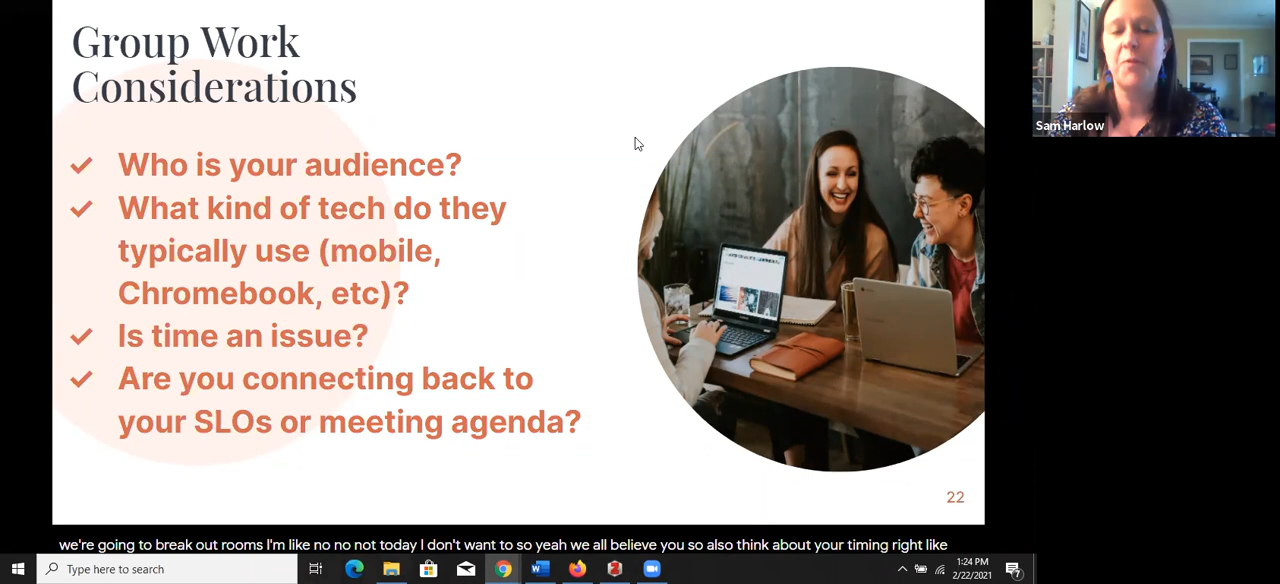 Group Work
Considerations
Who is your audience?
What kind of tech do they
typically use (mobile,
Chromebook, etc)?
Is time an issue?
Are you connecting back to
your SLOs or meeting agenda?
22
Sam Harlow
we're going to break out rooms I'm like no no not today I don't want to so yeah we all believe you so also think about your timing right like
Type here to search
1:24 PM
2/22/2021
7